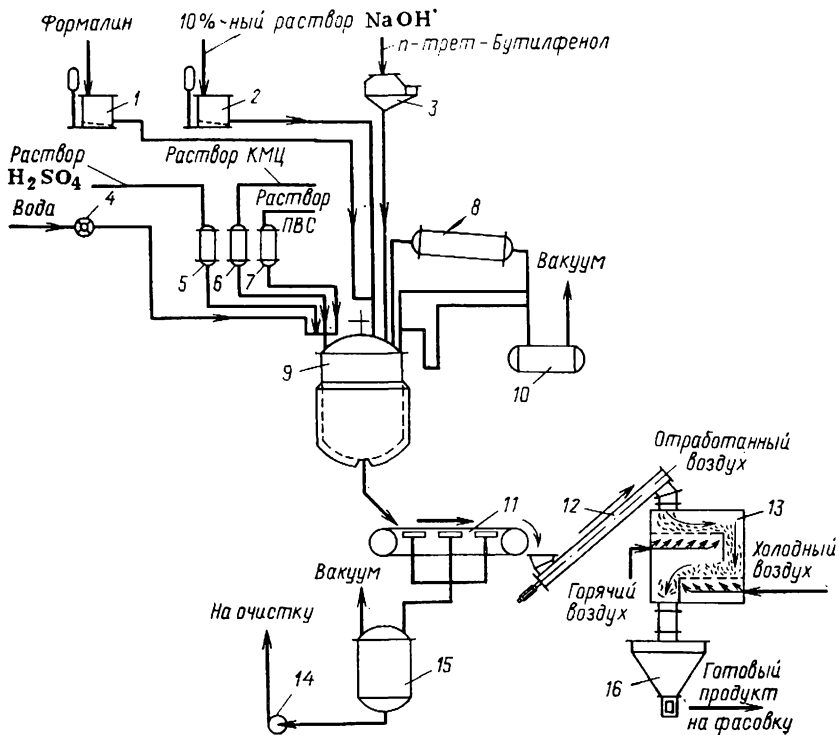 Формалин
10%-ный раствор NaOH
п-трет-Бутилфенол
1
2
3
Раствор
H₂SO₄
Раствор КМЦ
Раствор
ПВС
Вода
4
5
6
7
8
Вакуум
9
10
Отработанный
воздух
11
12
13
Холодный
воздух
Горячий
воздух
Вакуум
На очистку
14
15
16
Готовый
продукт
на фасовку